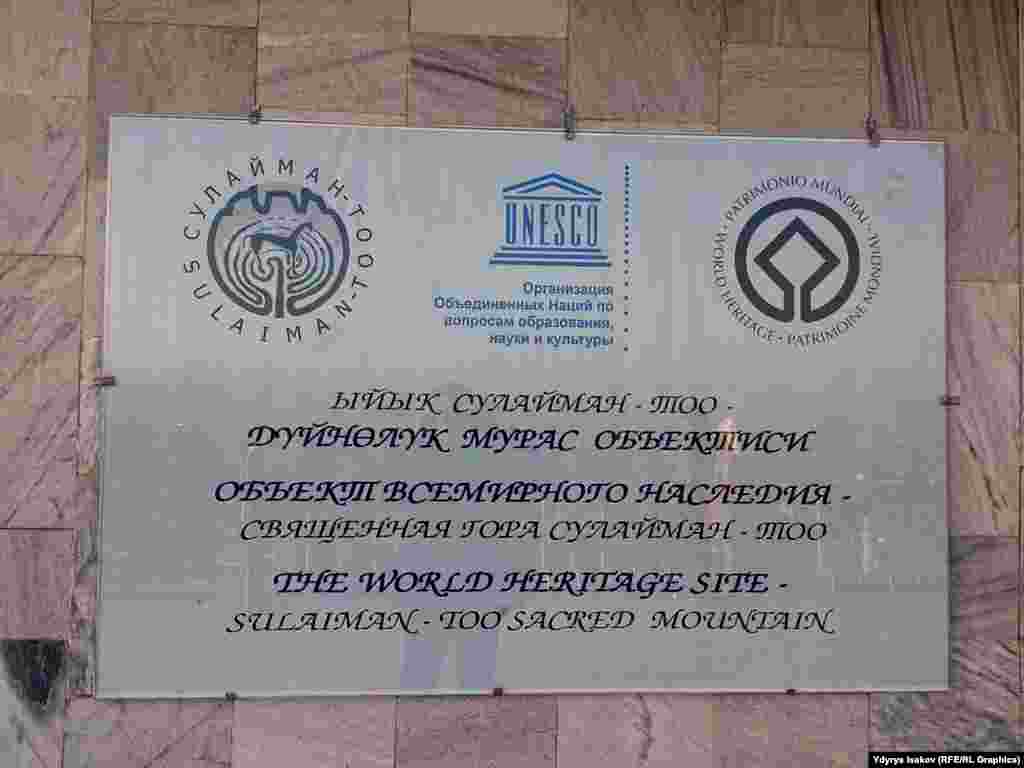 СУЛАЙМАН-ТОО
SULAIMAN-TOO
UNESCO
Организация
Объединенных Наций по
вопросам образования,
науки и культуры
WORLD HERITAGE • PATRIMONIO MUNDIAL • PATRIMOINE MONDIAL •
ЫЙЫК СУЛАЙМАН - ТОО -
ДҮЙНӨЛҮК МУРАС ОБЪЕКТИСИ
ОБЪЕКТ ВСЕМИРНОГО НАСЛЕДИЯ -
СВЯЩЕННАЯ ГОРА СУЛАЙМАН - ТОО
THE WORLD HERITAGE SITE -
SULAIMAN - TOO SACRED MOUNTAIN
Ydyrys Isakov (RFE/RL Graphics)